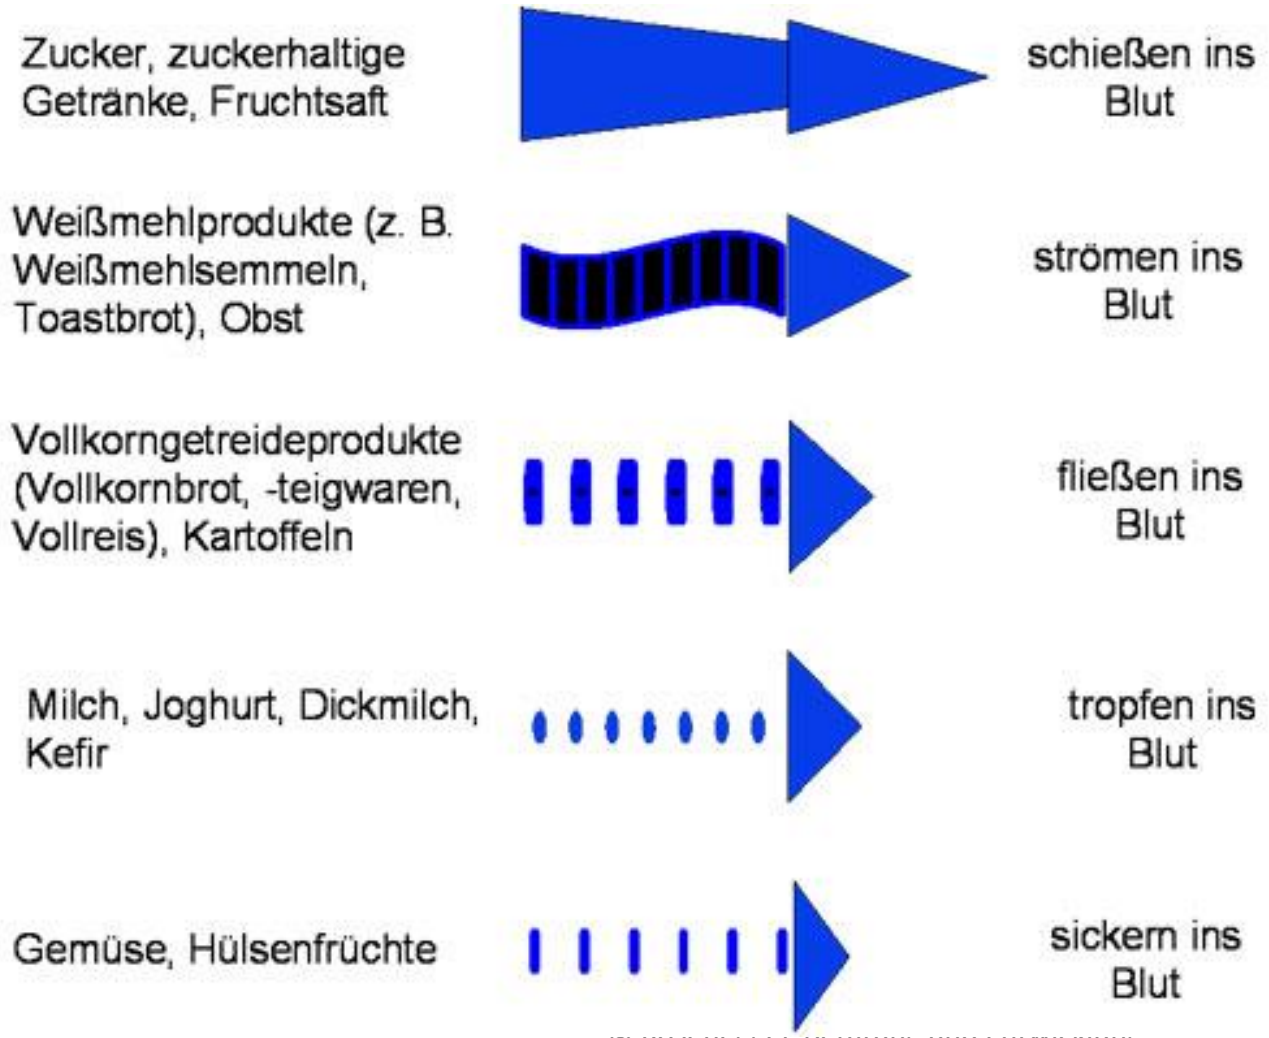 Zucker, zuckerhaltige
Getränke, Fruchtsaft
schießen ins
Blut
Weißmehlprodukte (z. B.
Weißmehlsemmeln,
Toastbrot), Obst
strömen ins
Blut
Vollkorngetreideprodukte
(Vollkornbrot, -teigwaren,
Vollreis), Kartoffeln
fließen ins
Blut
Milch, Joghurt, Dickmilch,
Kefir
tropfen ins
Blut
Gemüse, Hülsenfrüchte
sickern ins
Blut